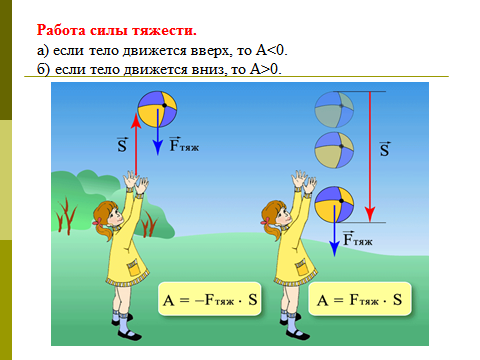 Работа силы тяжести.
а) если тело движется вверх, то А<0.
б) если тело движется вниз, то А>0.
S
Fтяж
S
Fтяж
A = –Fтяж · S
A = Fтяж · S